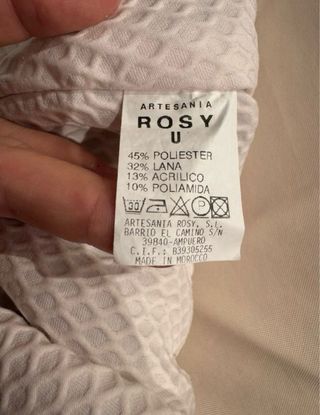 ARTESANIA
ROSY
U
45% POLIESTER
32% LANA
13% ACRILICO
10% POLIAMIDA
30 P
ARTESANIA ROSY, S.L.
BARRIO EL CAMINO S/N
39840-AMPUERO
C.I.F.: B39305255
MADE IN MOROCCO